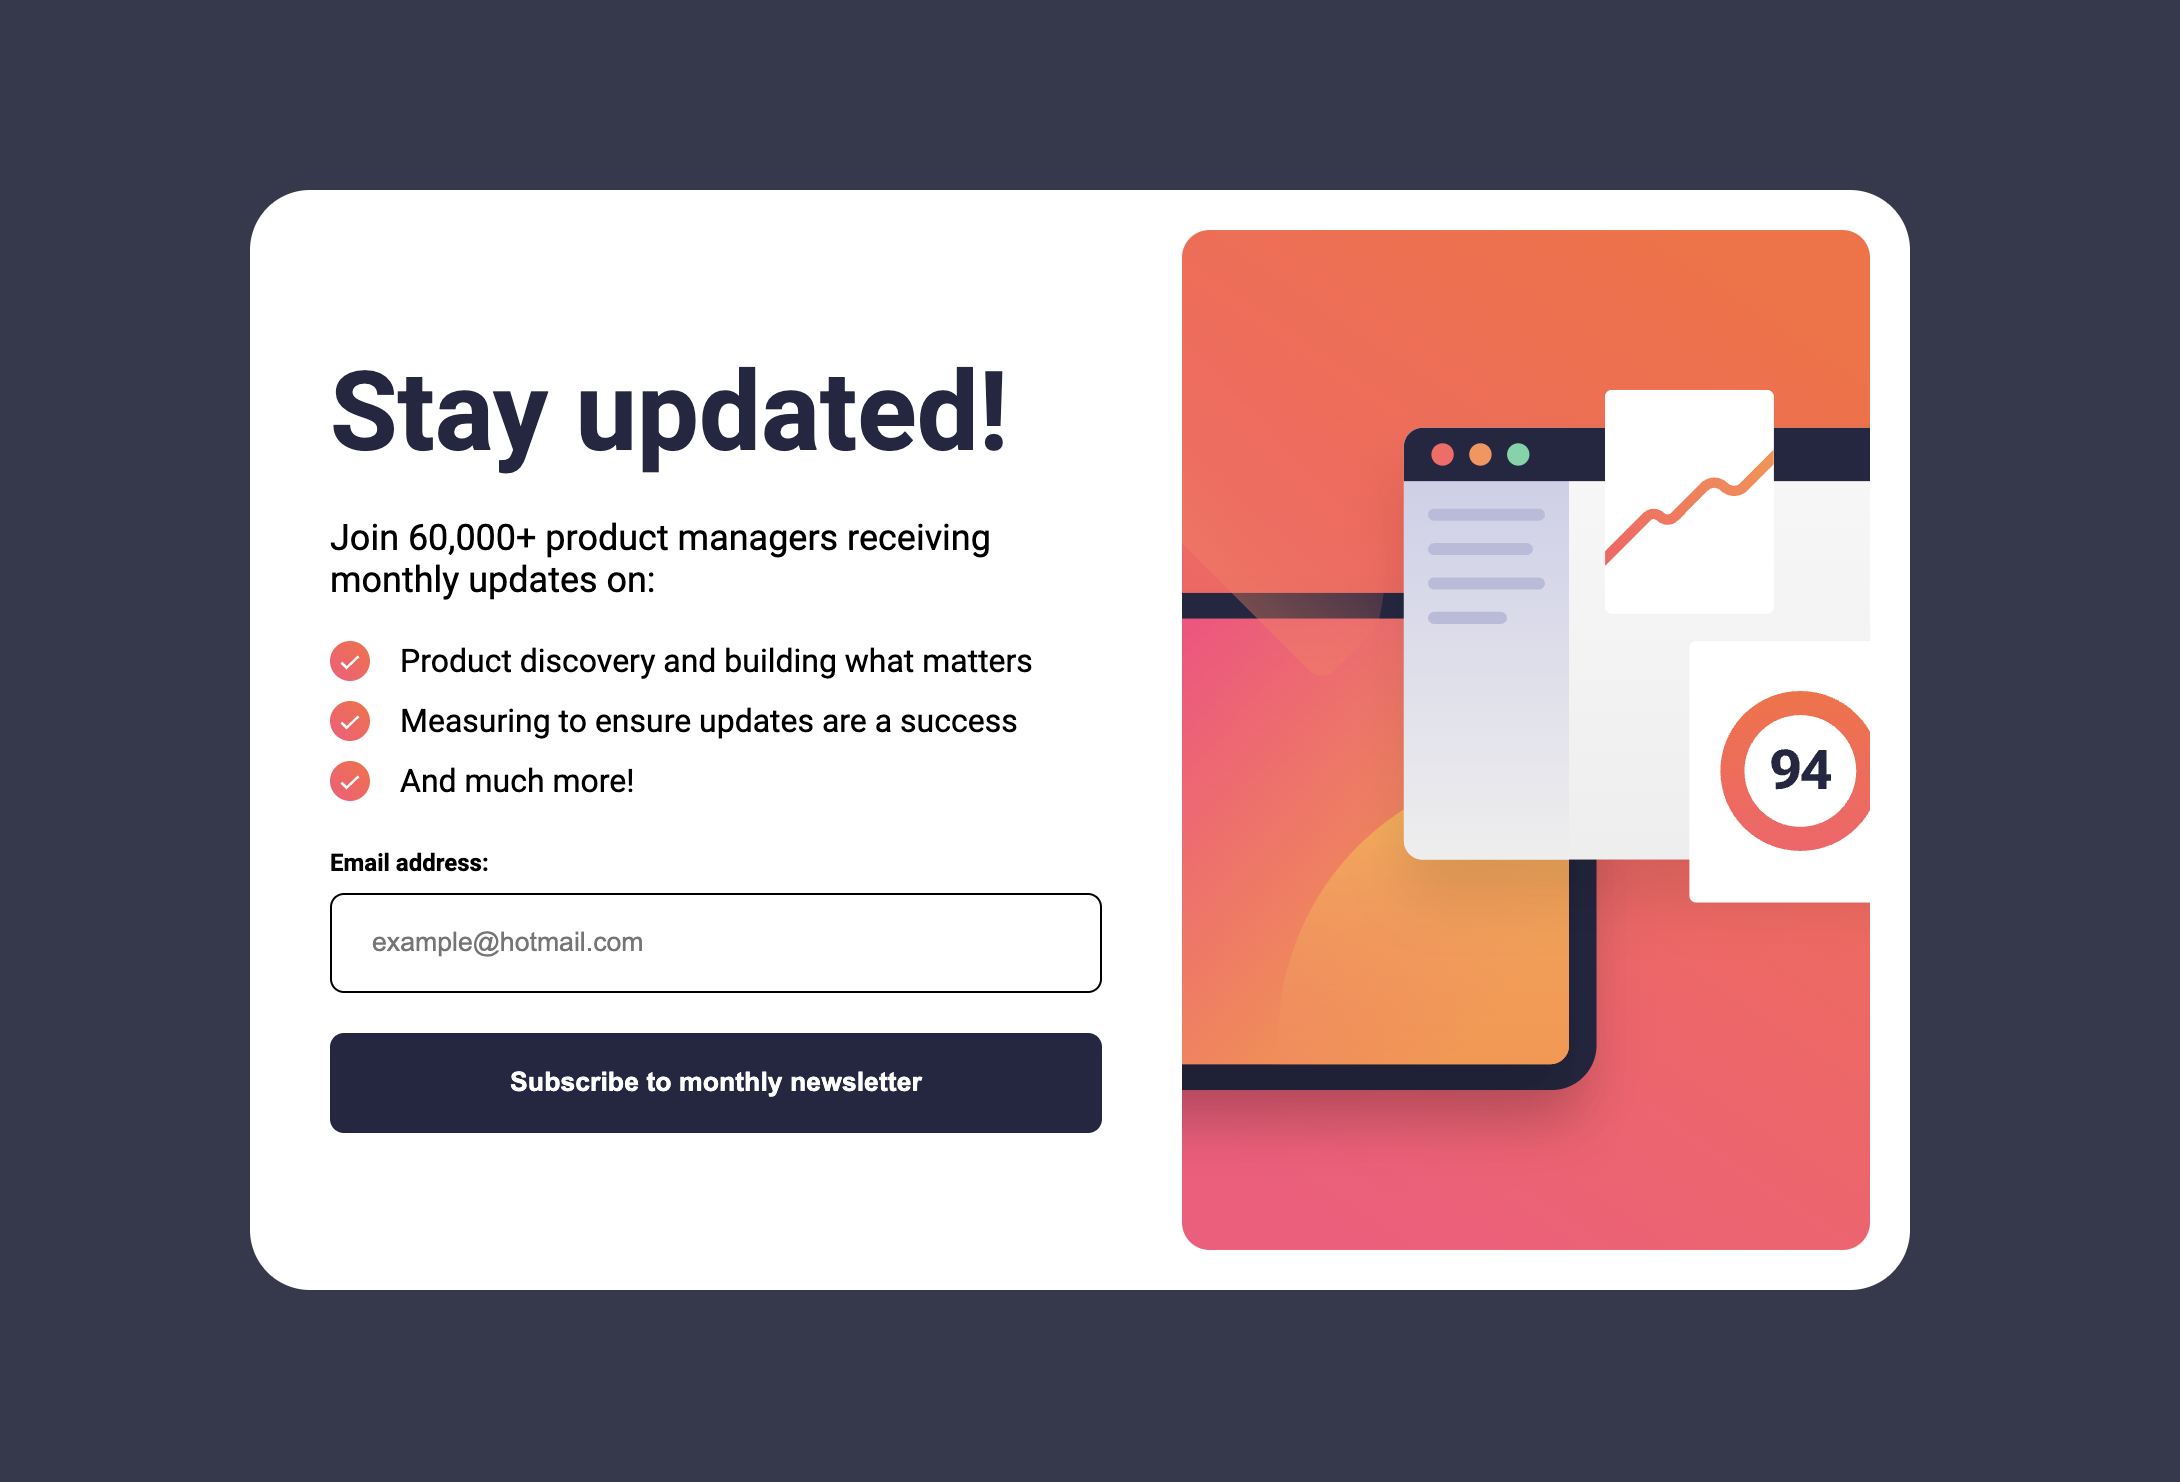 Stay updated!
Join 60,000+ product managers receiving
monthly updates on:
Product discovery and building what matters
Measuring to ensure updates are a success
And much more!
Email address:
example@hotmail.com
Subscribe to monthly newsletter
94